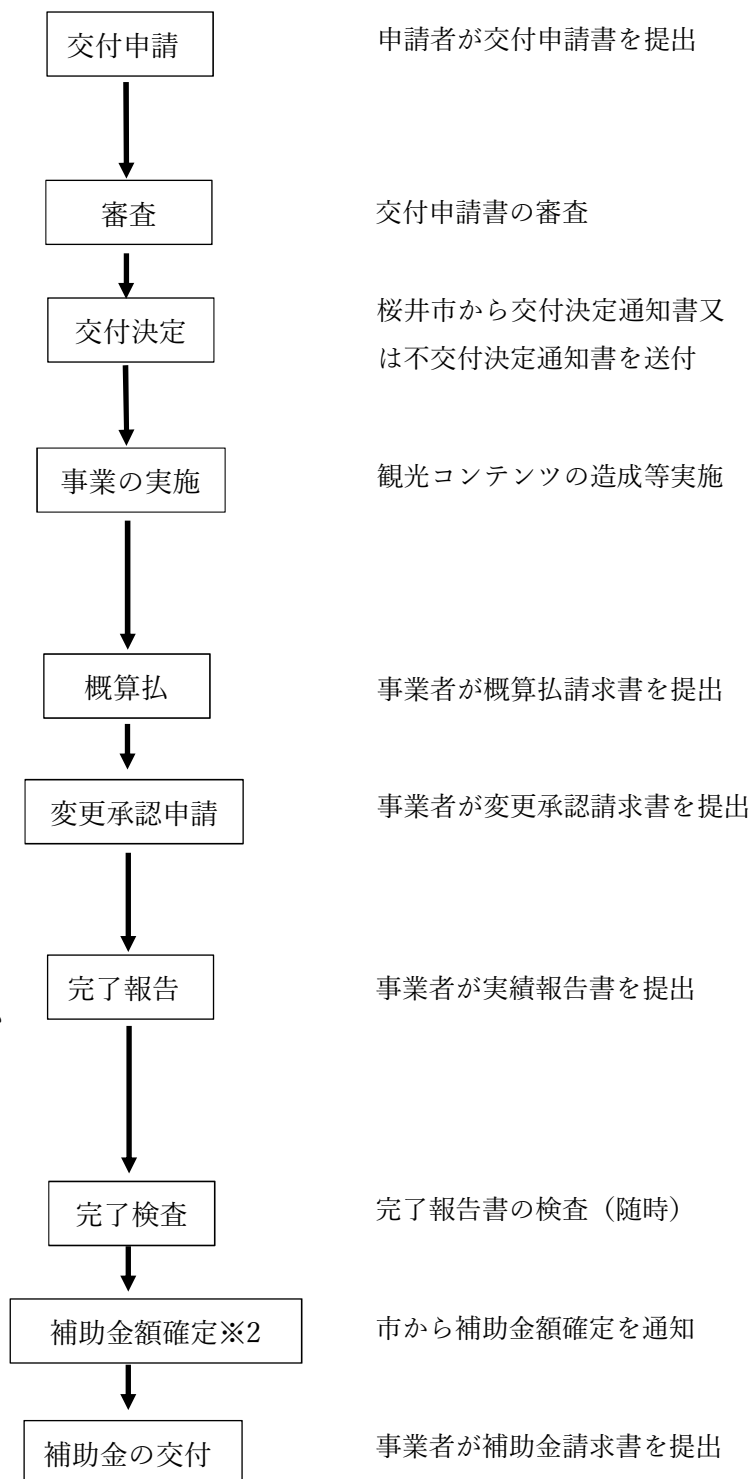 交付申請
申請者が交付申請書を提出
審査
交付申請書の審査
交付決定
桜井市から交付決定通知書又
は不交付決定通知書を送付
事業の実施
観光コンテンツの造成等実施
概算払
事業者が概算払請求書を提出
変更承認申請
事業者が変更承認請求書を提出
完了報告
事業者が実績報告書を提出
完了検査
完了報告書の検査（随時）
補助金額確定※2
市から補助金額確定を通知
補助金の交付
事業者が補助金請求書を提出